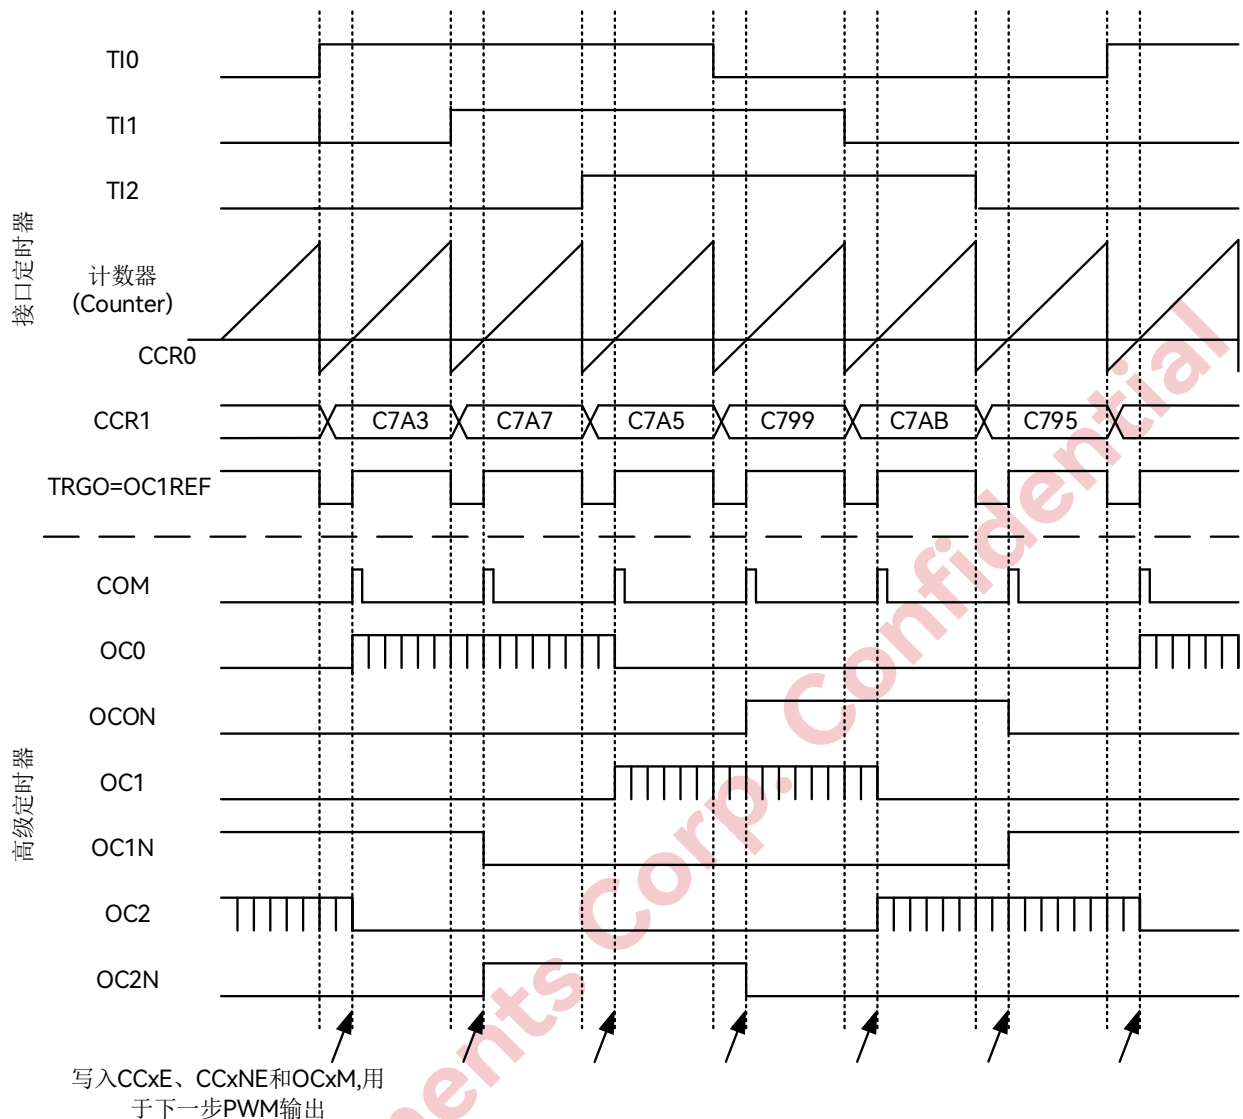 TI0
TI1
TI2
接口定时器
计数器
(Counter)
CCR0
CCR1
C7A3
C7A7
C7A5
C799
C7AB
C795
TRGO=OC1REF
COM
OC0
OCON
OC1
高级定时器
OC1N
OC2
OC2N
写入CCxE、CCxNE和OCxM,用
于下一步PWM输出
ments Corp. Confidential